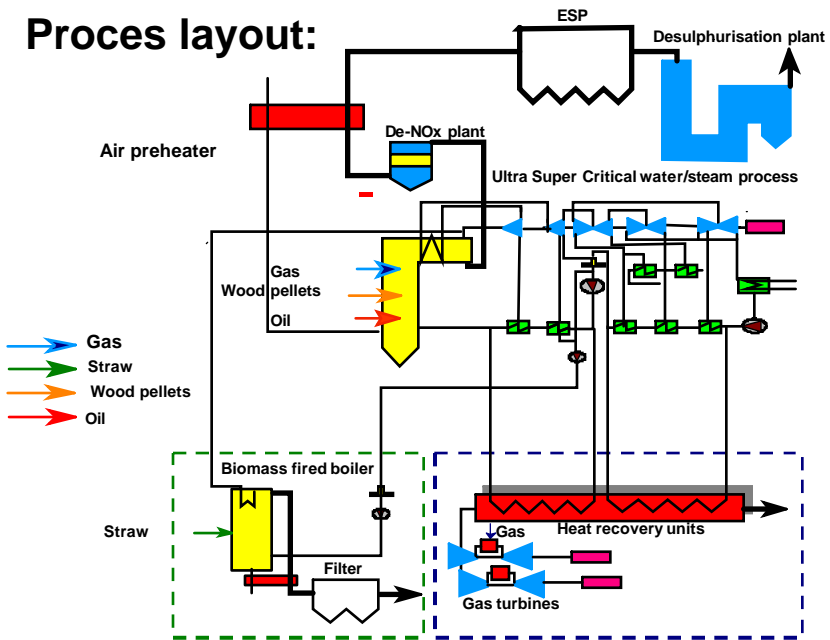 Proces layout:
ESP
Desulphurisation plant
De-NOx plant
Air preheater
Ultra Super Critical water/steam process
Gas
Wood pellets
Oil
Gas
Straw
Wood pellets
Oil
Biomass fired boiler
Straw
Filter
Heat recovery units
Gas
Gas turbines